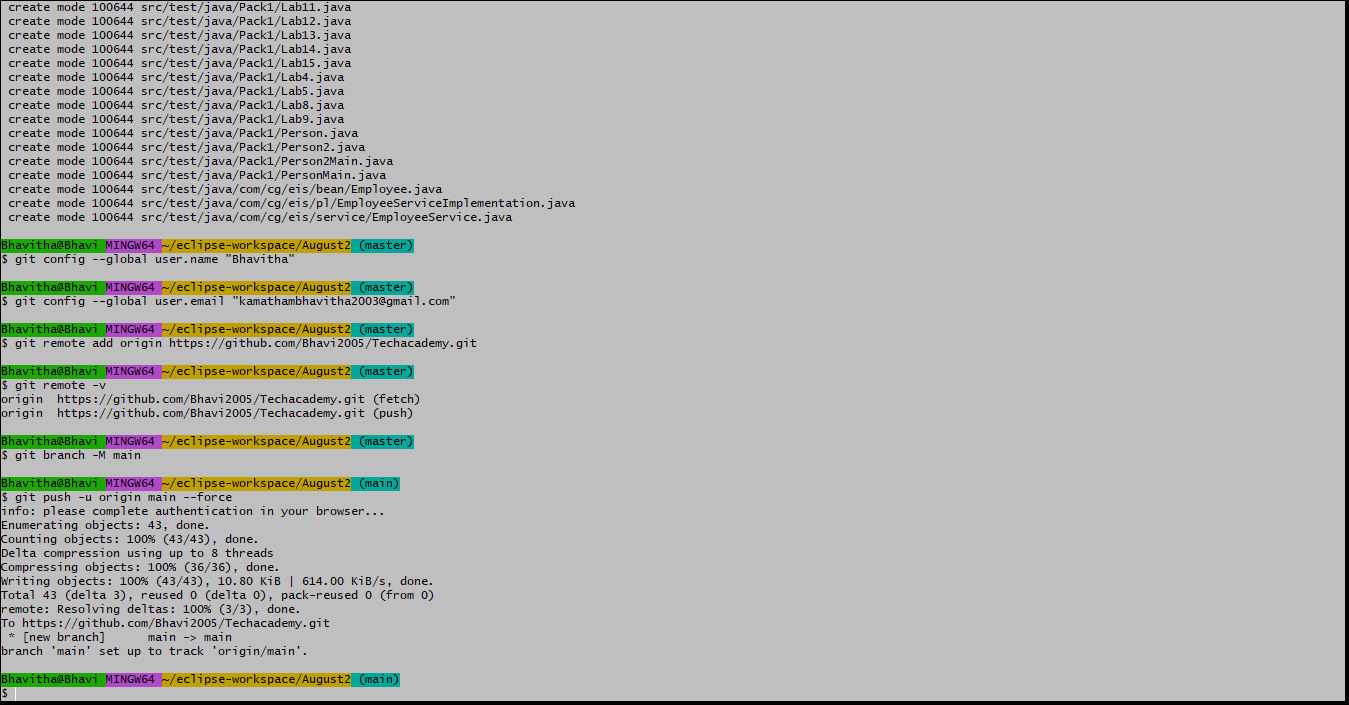 create mode 100644 src/test/java/Pack1/Lab11.java
create mode 100644 src/test/java/Pack1/Lab12.java
create mode 100644 src/test/java/Pack1/Lab13.java
create mode 100644 src/test/java/Pack1/Lab14.java
create mode 100644 src/test/java/Pack1/Lab15.java
create mode 100644 src/test/java/Pack1/Lab4.java
create mode 100644 src/test/java/Pack1/Lab5.java
create mode 100644 src/test/java/Pack1/Lab8.java
create mode 100644 src/test/java/Pack1/Lab9.java
create mode 100644 src/test/java/Pack1/Person.java
create mode 100644 src/test/java/Pack1/Person2.java
create mode 100644 src/test/java/Pack1/Person2Main.java
create mode 100644 src/test/java/Pack1/PersonMain.java
create mode 100644 src/test/java/com/cg/eis/bean/Employee.java
create mode 100644 src/test/java/com/cg/eis/pl/EmployeeServiceImplementation.java
create mode 100644 src/test/java/com/cg/eis/service/EmployeeService.java
Bhavitha@Bhavi MINGW64 ~/eclipse-workspace/August2 (master)
$ git config --global user.name "Bhavitha"
Bhavitha@Bhavi MINGW64 ~/eclipse-workspace/August2 (master)
$ git config --global user.email "kamathambhavitha2003@gmail.com"
Bhavitha@Bhavi MINGW64 ~/eclipse-workspace/August2 (master)
$ git remote add origin https://github.com/Bhavi2005/Techacademy.git
Bhavitha@Bhavi MINGW64 ~/eclipse-workspace/August2 (master)
$ git remote -v
origin  https://github.com/Bhavi2005/Techacademy.git (fetch)
origin  https://github.com/Bhavi2005/Techacademy.git (push)
Bhavitha@Bhavi MINGW64 ~/eclipse-workspace/August2 (master)
$ git branch -M main
Bhavitha@Bhavi MINGW64 ~/eclipse-workspace/August2 (main)
$ git push -u origin main --force
info: please complete authentication in your browser...
Enumerating objects: 43, done.
Counting objects: 100% (43/43), done.
Delta compression using up to 8 threads
Compressing objects: 100% (36/36), done.
Writing objects: 100% (43/43), 10.80 KiB | 614.00 KiB/s, done.
Total 43 (delta 3), reused 0 (delta 0), pack-reused 0 (from 0)
remote: Resolving deltas: 100% (3/3), done.
To https://github.com/Bhavi2005/Techacademy.git
* [new branch]      main -> main
branch 'main' set up to track 'origin/main'.
Bhavitha@Bhavi MINGW64 ~/eclipse-workspace/August2 (main)
$